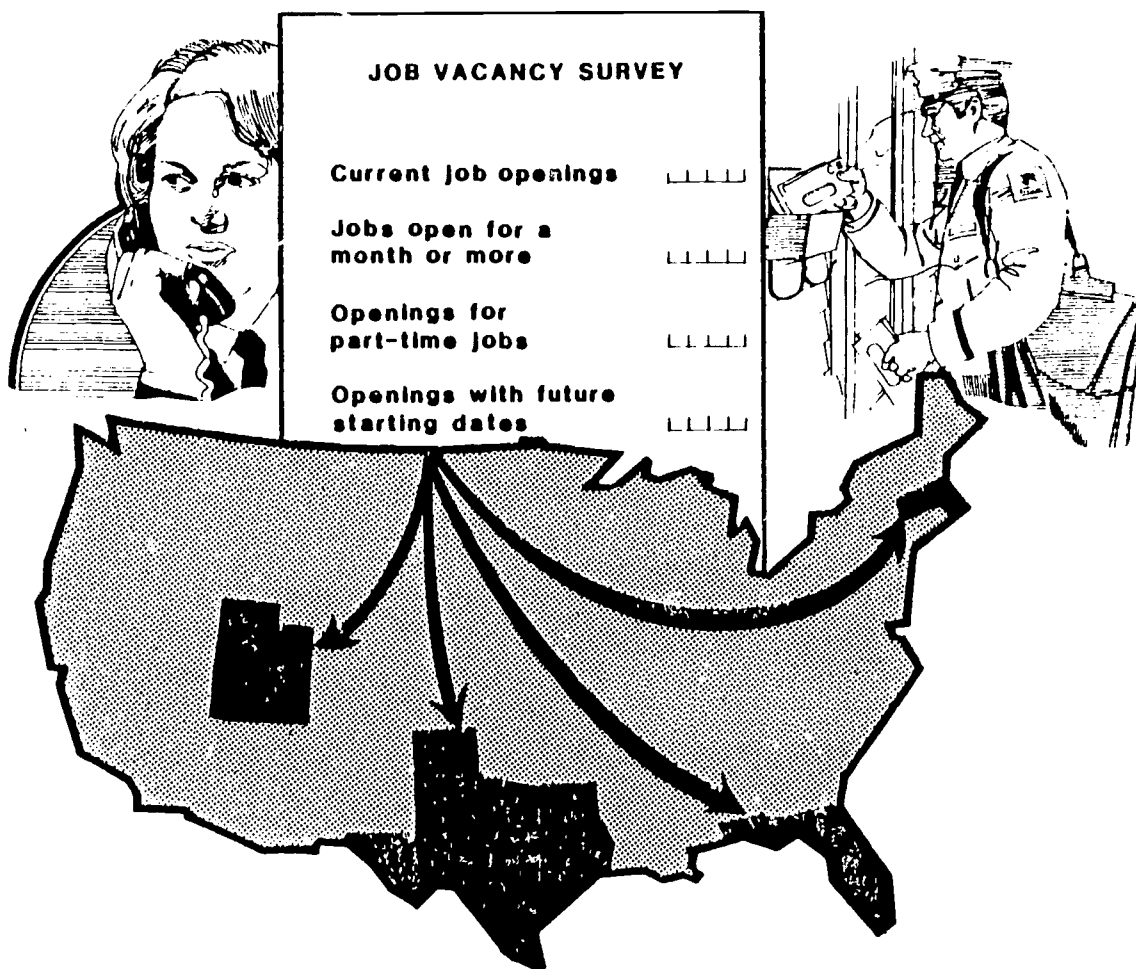 JOB VACANCY SURVEY
Current job openings
Jobs open for a
month or more
Openings for
part-time jobs
Openings with future
starting dates